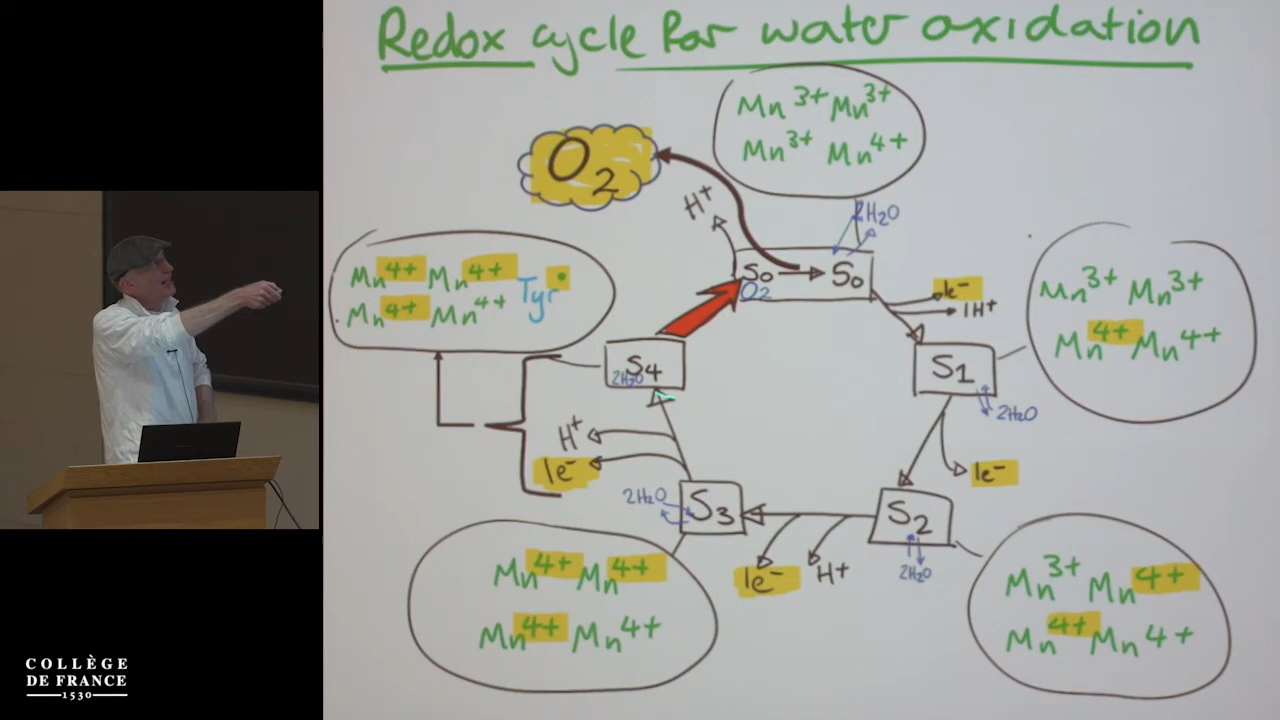 Redox cycle for water oxidation
Mn3+ Mn3+
Mn3+ Mn4+
O2
H+
2H2O
S0 → S0
O2
1e-
1H+
Mn3+ Mn3+
Mn4+ Mn4+
S1
2H2O
1e-
Mn3+ Mn4+
Mn4+ Mn4+
S2
2H2O
H+
1e-
S3
2H2O
Mn4+ Mn4+
Mn4+ Mn4+
H+
1e-
S4
2H2O
Mn4+ Mn4+ Tyr•
Mn4+ Mn4+
COLLÈGE
DE FRANCE
1530